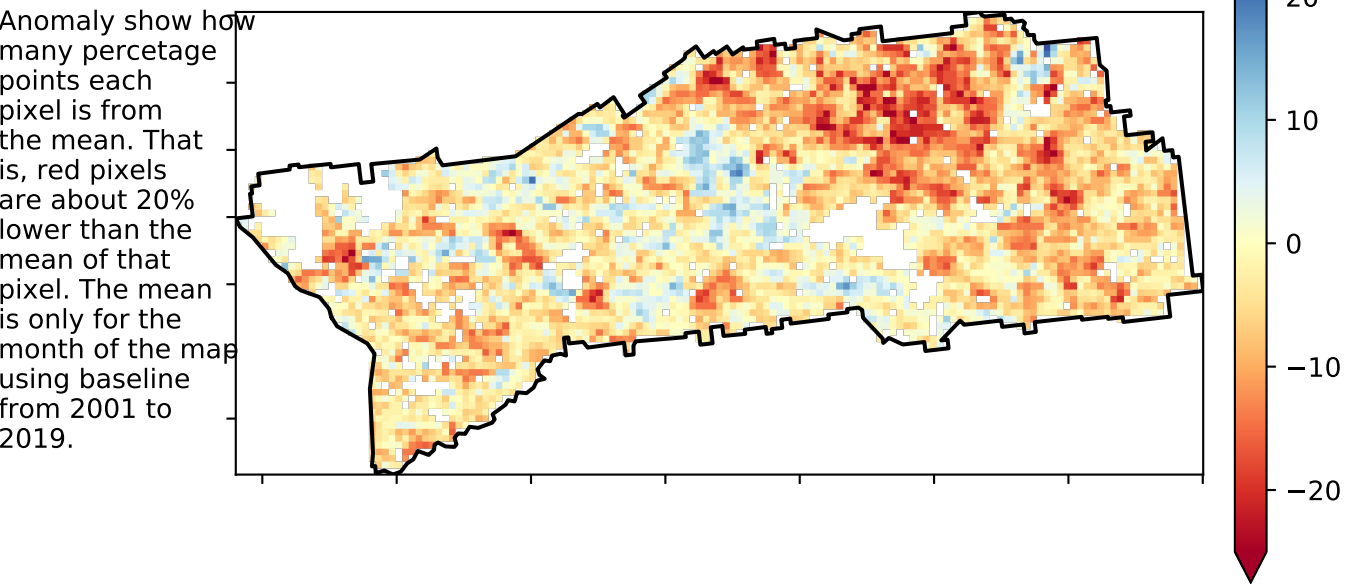 Anomaly show how
many percetage
points each
pixel is from
the mean. That
is, red pixels
are about 20%
lower than the
mean of that
pixel. The mean
is only for the
month of the map
using baseline
from 2001 to
2019.
20
10
0
−10
−20